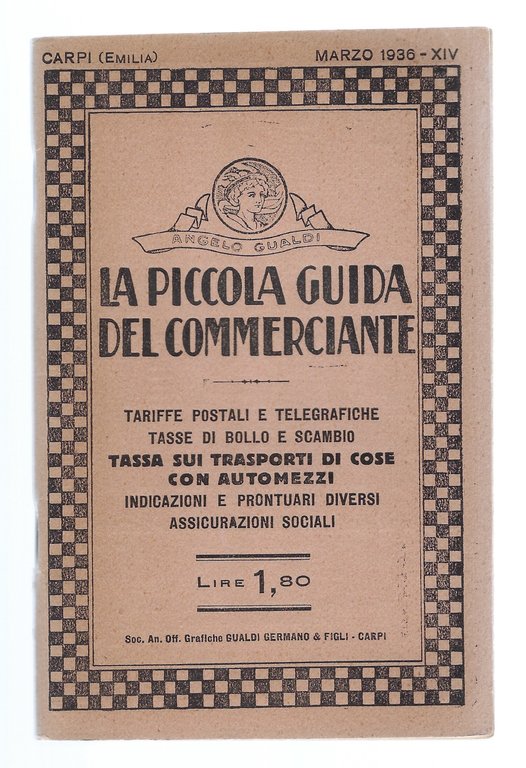 CARPI (EMILIA) MARZO 1936 - XIV
ANGELO GUALDI
LA PICCOLA GUIDA
DEL COMMERCIANTE
TARIFFE POSTALI E TELEGRAFICHE
TASSE DI BOLLO E SCAMBIO
TASSA SUI TRASPORTI DI COSE
CON AUTOMEZZI
INDICAZIONI E PRONTUARI DIVERSI
ASSICURAZIONI SOCIALI
LIRE 1,80
Soc. An. Off. Grafiche GUALDI GERMANO & FIGLI - CARPI